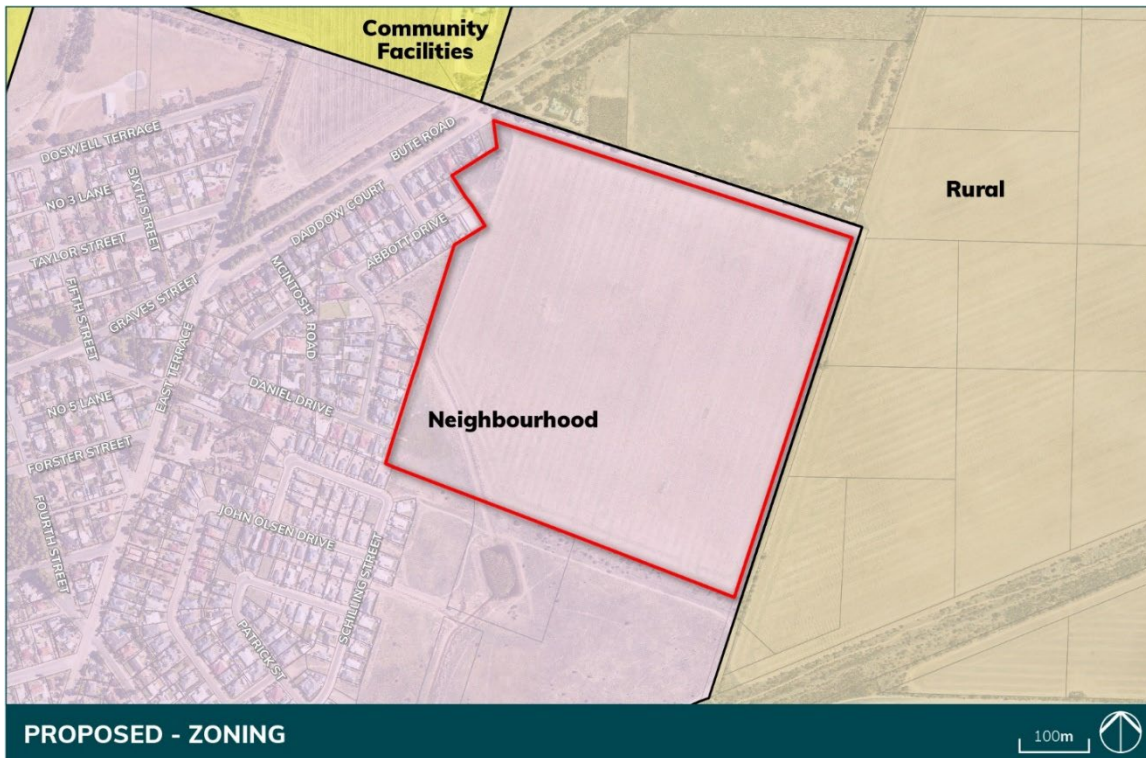 Community
Facilities
Rural
BUTE ROAD
DOSWELL TERRACE
NO 3 LANE
SIXTH STREET
DADDOW COURT
TAYLOR STREET
ABBOTT DRIVE
MCINTOSH ROAD
FIFTH STREET
GRAVES STREET
EAST TERRACE
NO 5 LANE
DANIEL DRIVE
Neighbourhood
FORSTER STREET
FOURTH STREET
JOHN OLSEN DRIVE
SCHILLING STREET
PATRICK ST
PROPOSED - ZONING
100m